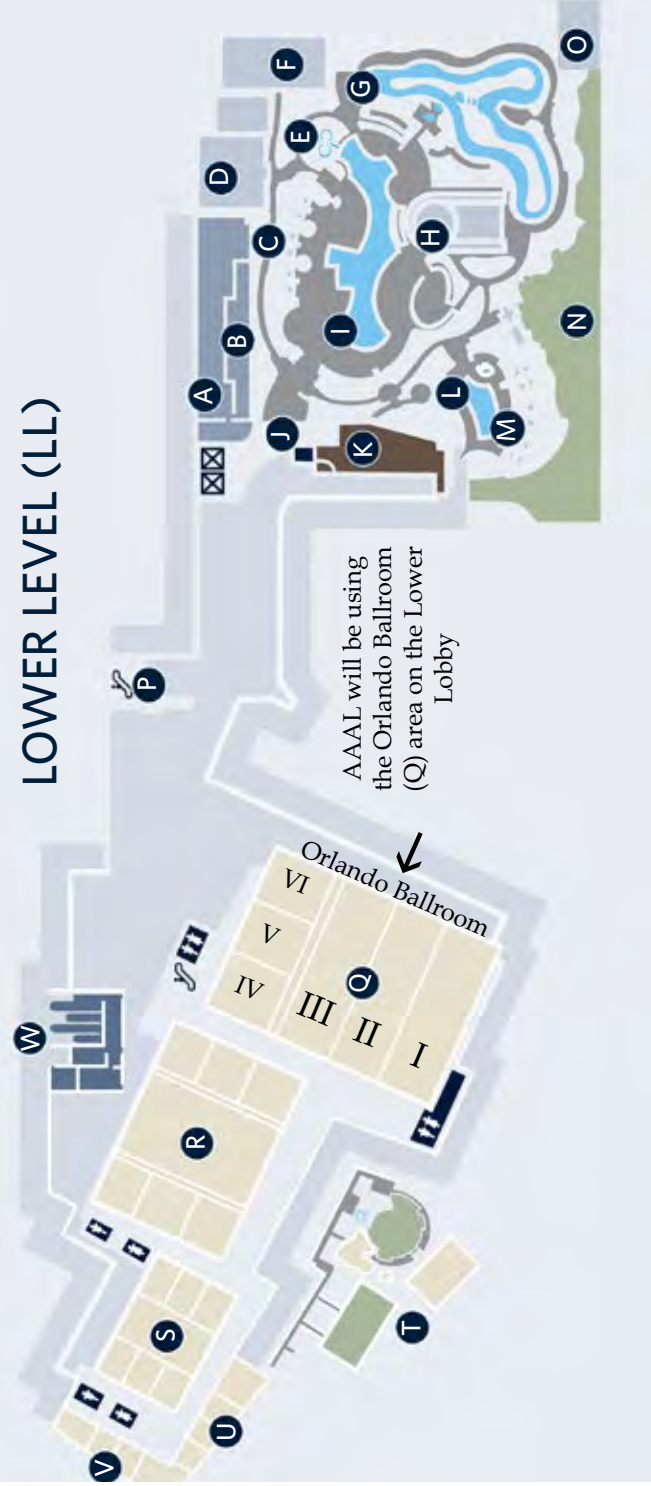 LOWER LEVEL (LL)
A
B
C
D
E
F
G
H
I
J
K
L
M
N
O
P
AAAL will be using
the Orlando Ballroom
(Q) area on the Lower
Lobby
Orlando Ballroom
VI
V
IV
III
II
I
Q
R
S
T
U
V
W